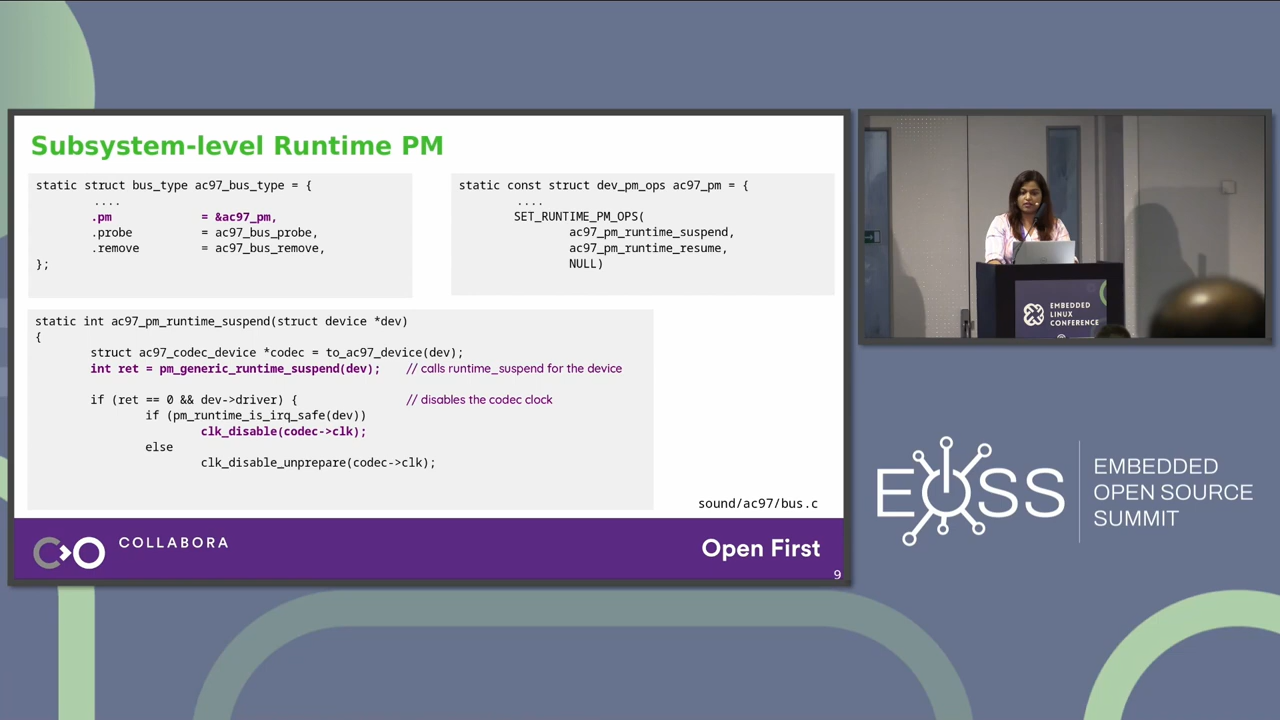 Subsystem-level Runtime PM
static struct bus_type ac97_bus_type = {
....
.pm = &ac97_pm,
.probe = ac97_bus_probe,
.remove = ac97_bus_remove,
};
static const struct dev_pm_ops ac97_pm = {
....
SET_RUNTIME_PM_OPS(
ac97_pm_runtime_suspend,
ac97_pm_runtime_resume,
NULL)
static int ac97_pm_runtime_suspend(struct device *dev)
{
struct ac97_codec_device *codec = to_ac97_device(dev);
int ret = pm_generic_runtime_suspend(dev); // calls runtime_suspend for the device
if (ret == 0 && dev->driver) { // disables the codec clock
if (pm_runtime_is_irq_safe(dev))
clk_disable(codec->clk);
else
clk_disable_unprepare(codec->clk);
sound/ac97/bus.c
COLLABORA
Open First
9
EMBEDDED
LINUX
CONFERENCE
EOSS
EMBEDDED
OPEN SOURCE
SUMMIT